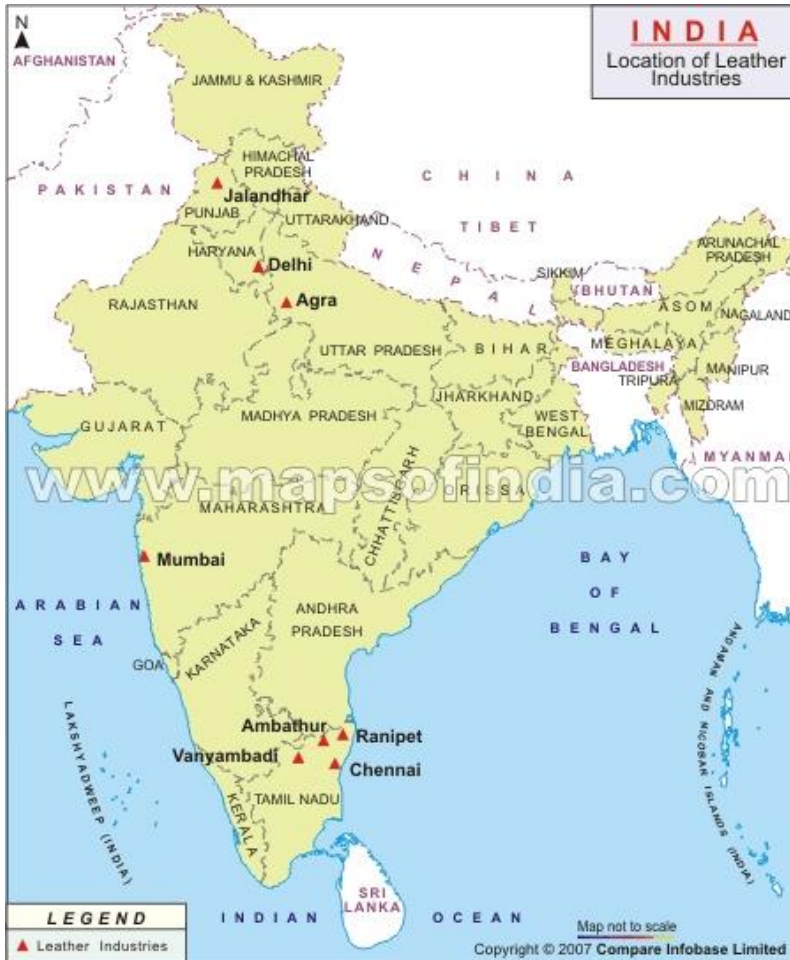 N
INDIA
Location of Leather
Industries
AFGHANISTAN
JAMMU & KASHMIR
HIMACHAL
PRADESH
CHINA
PAKISTAN
Jalandhar
PUNJAB
UTTARAKHAND
TIBET
ARUNACHAL
PRADESH
HARYANA
Delhi
NEPAL
SIKKIM
BHUTAN
RAJASTHAN
Agra
ASOM
NAGALAND
UTTAR PRADESH
BIHAR
MEGHALAYA
BANGLADESH
MANIPUR
TRIPURA
JHARKHAND
MIZORAM
GUJARAT
MADHYA PRADESH
WEST
BENGAL
MYANMAR
www.mapsofindia.com
CHHATTISGARH
ORISSA
MAHARASHTRA
Mumbai
BAY
OF
BENGAL
ARABIAN
SEA
ANDHRA
PRADESH
KARNATAKA
GOA
ANDAMAN AND NICOBAR ISLANDS (INDIA)
LAKSHYADWEEP (INDIA)
Ambathur
Ranipet
Vanyambadi
Chennai
TAMIL NADU
KERALA
SRI
LANKA
LEGEND
Leather Industries
INDIAN OCEAN
Map not to scale
Copyright © 2007 Compare Infobase Limited